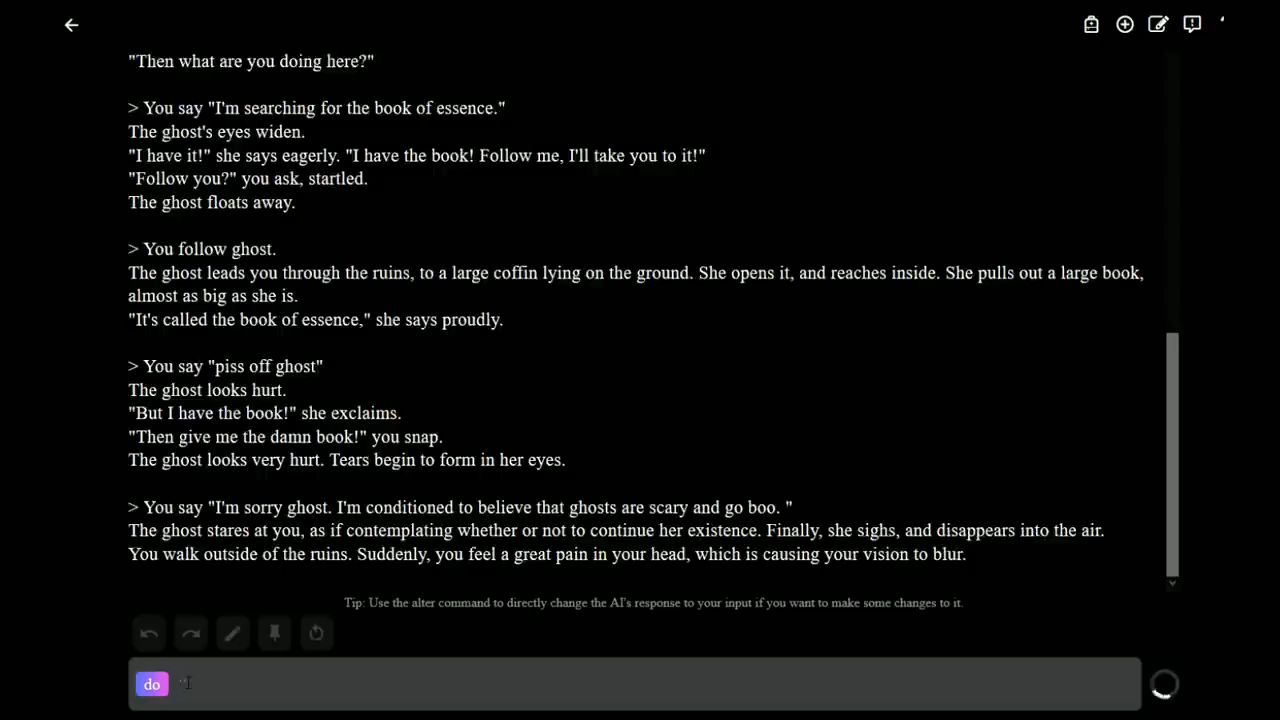 "Then what are you doing here?"
> You say "I'm searching for the book of essence."
The ghost's eyes widen.
"I have it!" she says eagerly. "I have the book! Follow me, I'll take you to it!"
"Follow you?" you ask, startled.
The ghost floats away.
> You follow ghost.
The ghost leads you through the ruins, to a large coffin lying on the ground. She opens it, and reaches inside. She pulls out a large book,
almost as big as she is.
"It's called the book of essence," she says proudly.
> You say "piss off ghost"
The ghost looks hurt.
"But I have the book!" she exclaims.
"Then give me the damn book!" you snap.
The ghost looks very hurt. Tears begin to form in her eyes.
> You say "I'm sorry ghost. I'm conditioned to believe that ghosts are scary and go boo. "
The ghost stares at you, as if contemplating whether or not to continue her existence. Finally, she sighs, and disappears into the air.
You walk outside of the ruins. Suddenly, you feel a great pain in your head, which is causing your vision to blur.
Tip: Use the alter command to directly change the AI's response to your input if you want to make some changes to it.
do